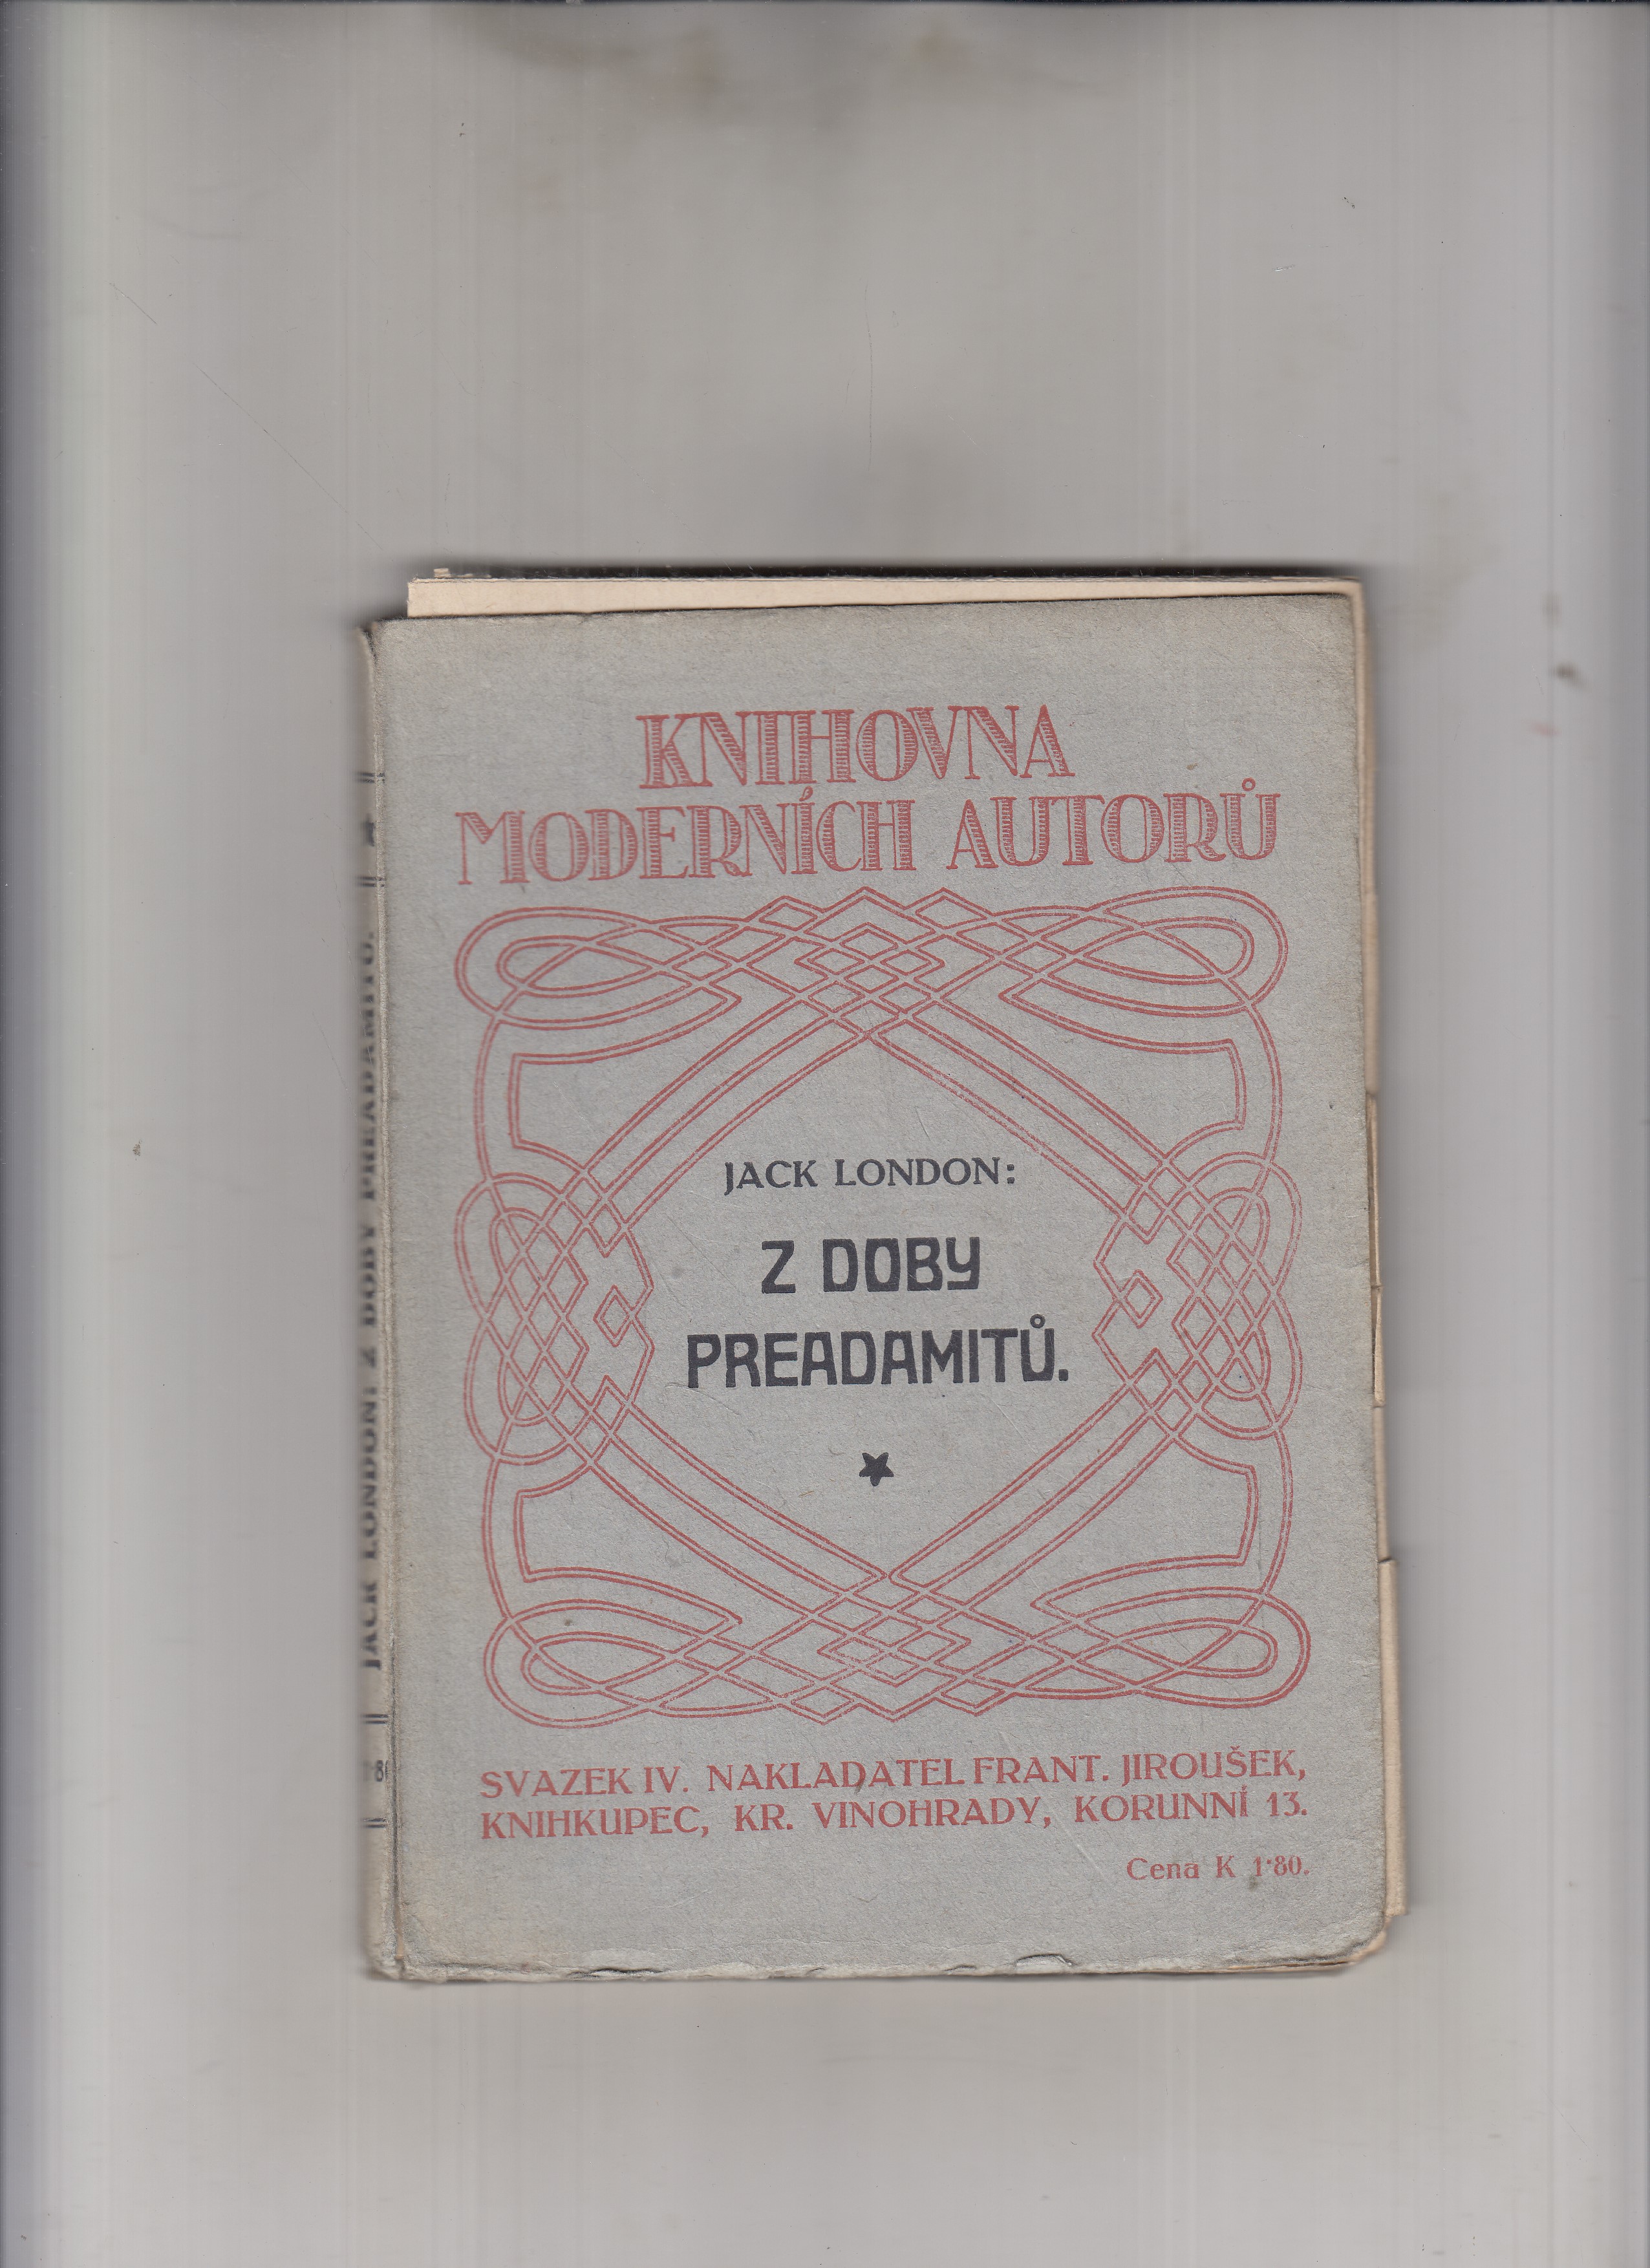 KNIHOVNA
MODERNÍCH AUTORŮ
JACK LONDON:
Z DOBY
PREADAMITŮ.
SVAZEK IV. NAKLADATEL FRANT. JIROUŠEK,
KNIHKUPEC, KR. VINOHRADY, KORUNNÍ 13.
Cena K 1·80.
JACK LONDON: Z DOBY PREADAMITŮ.